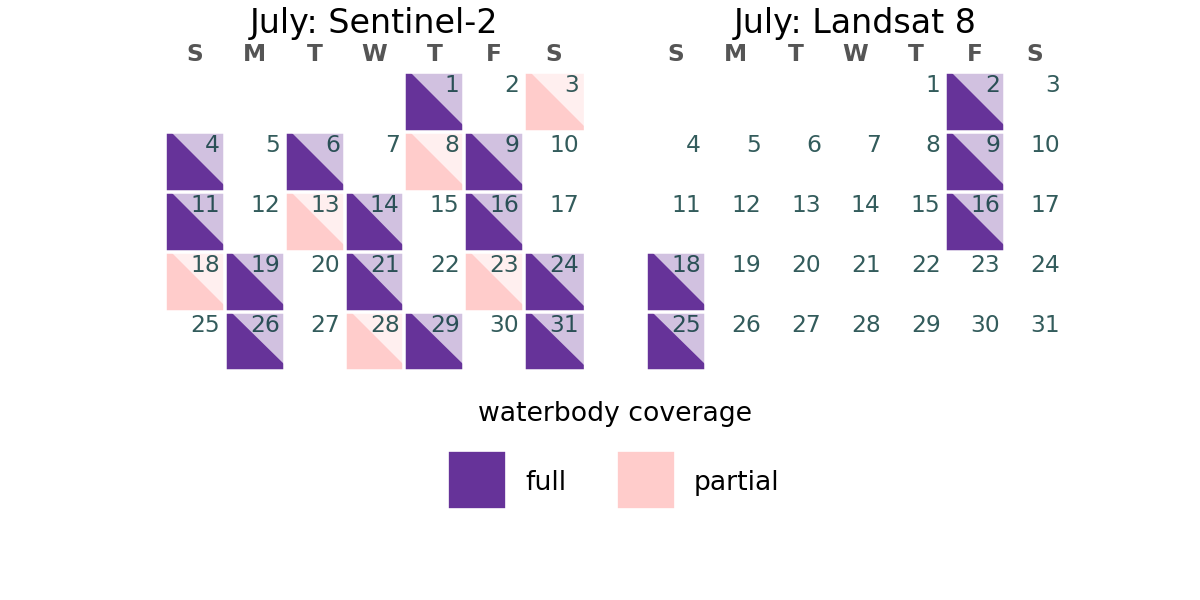 July: Sentinel-2
S M T W T F S
1 2 3
4 5 6 7 8 9 10
11 12 13 14 15 16 17
18 19 20 21 22 23 24
25 26 27 28 29 30 31
July: Landsat 8
S M T W T F S
1 2 3
4 5 6 7 8 9 10
11 12 13 14 15 16 17
18 19 20 21 22 23 24
25 26 27 28 29 30 31
waterbody coverage
full
partial